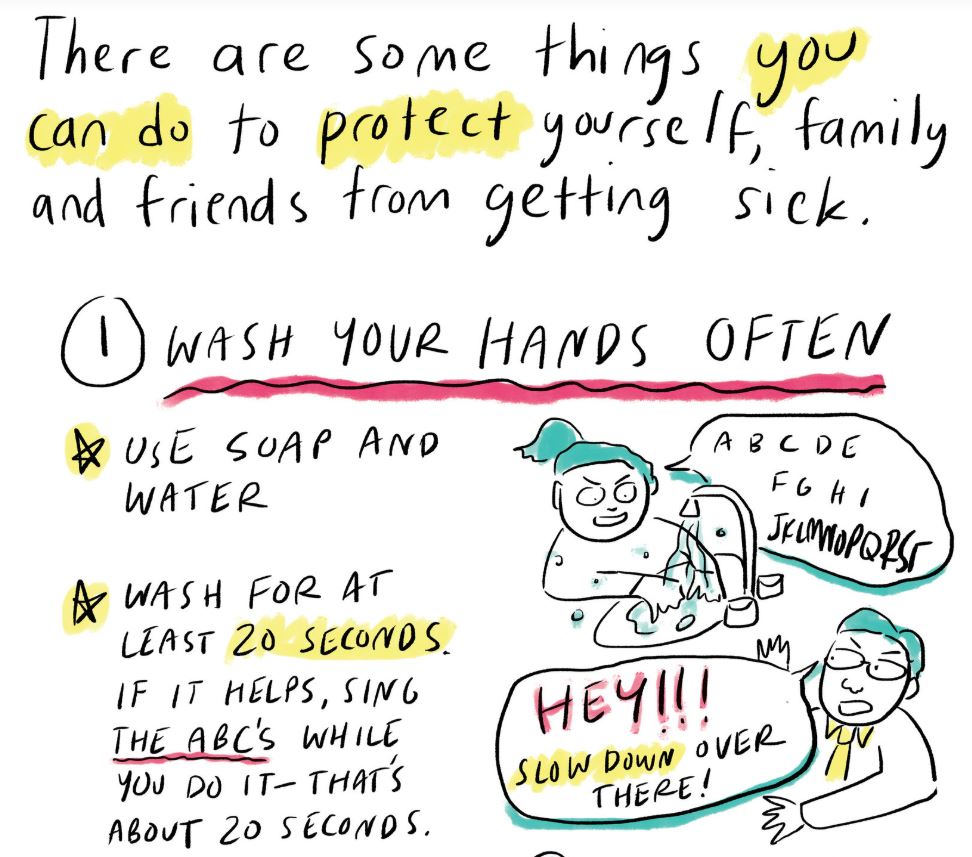 There are some things you
can do to protect yourself, family
and friends from getting sick.
1 WASH YOUR HANDS OFTEN
USE SOAP AND
WATER
WASH FOR AT
LEAST 20 SECONDS.
IF IT HELPS, SING
THE ABC'S WHILE
YOU DO IT - THAT'S
ABOUT 20 SECONDS.
A B C D E
F G H I
JKLMNOPQRST
HEY!!!
SLOW DOWN OVER
THERE!